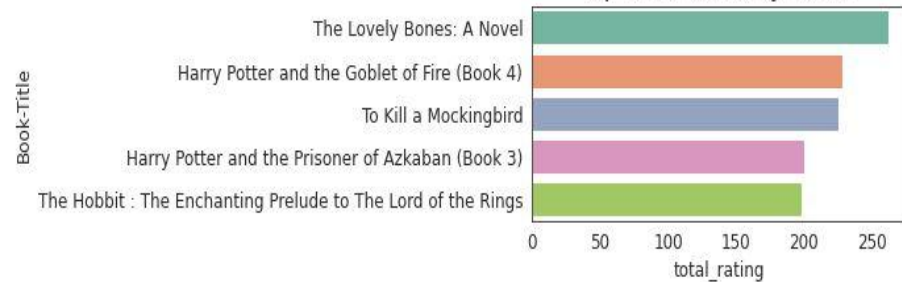 The Lovely Bones: A Novel
Harry Potter and the Goblet of Fire (Book 4)
To Kill a Mockingbird
Harry Potter and the Prisoner of Azkaban (Book 3)
The Hobbit : The Enchanting Prelude to The Lord of the Rings
Book-Title
0 50 100 150 200 250
total_rating